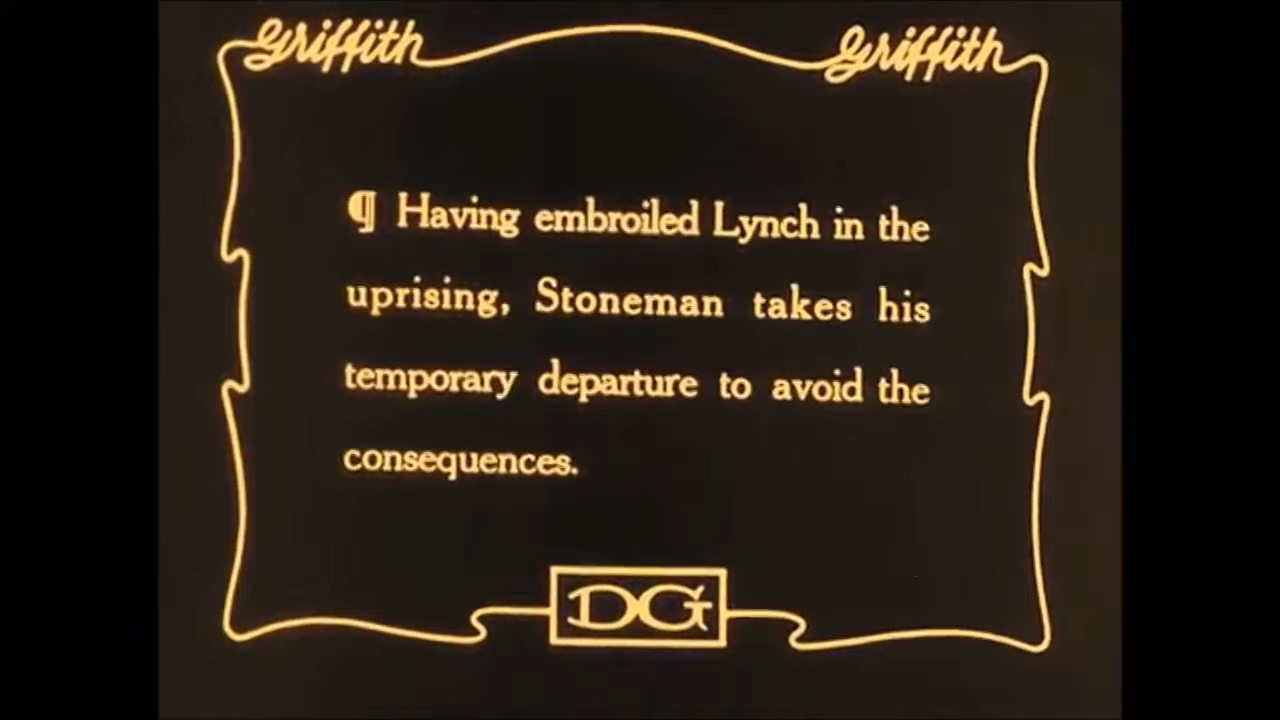 Griffith Griffith
¶ Having embroiled Lynch in the
uprising, Stoneman takes his
temporary departure to avoid the
consequences.
DG